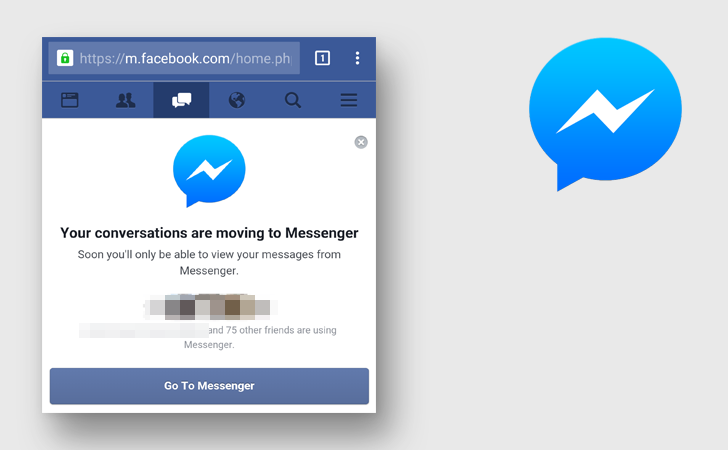 https://m.facebook.com/home.ph
1
Your conversations are moving to Messenger
Soon you'll only be able to view your messages from
Messenger.
and 75 other friends are using
Messenger.
Go To Messenger